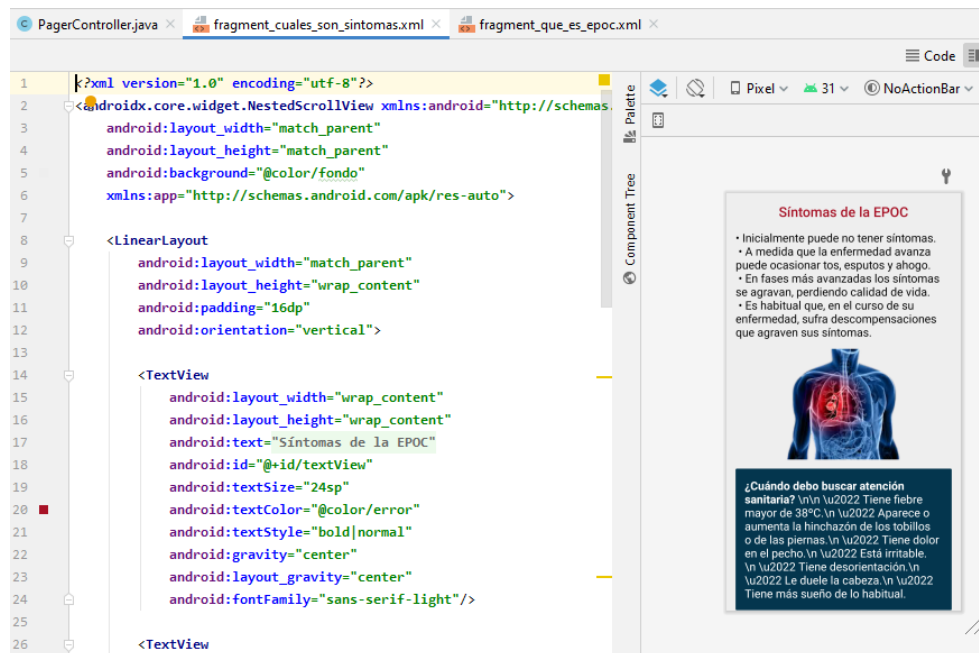 PagerController.java
fragment_cuales_son_sintomas.xml
fragment_que_es_epoc.xml
Code
1 <?xml version="1.0" encoding="utf-8"?>
2 <androidx.core.widget.NestedScrollView xmlns:android="http://schemas.
3 android:layout_width="match_parent"
4 android:layout_height="match_parent"
5 android:background="@color/fondo"
6 xmlns:app="http://schemas.android.com/apk/res-auto">
7
8 <LinearLayout
9 android:layout_width="match_parent"
10 android:layout_height="wrap_content"
11 android:padding="16dp"
12 android:orientation="vertical">
13
14 <TextView
15 android:layout_width="wrap_content"
16 android:layout_height="wrap_content"
17 android:text="Síntomas de la EPOC"
18 android:id="@+id/textView"
19 android:textSize="24sp"
20 android:textColor="@color/error"
21 android:textStyle="bold|normal"
22 android:gravity="center"
23 android:layout_gravity="center"
24 android:fontFamily="sans-serif-light"/>
25
26 <TextView
Palette
Component Tree
Pixel
31
NoActionBar
Síntomas de la EPOC
• Inicialmente puede no tener síntomas.
• A medida que la enfermedad avanza
puede ocasionar tos, esputos y ahogo.
• En fases más avanzadas los síntomas
se agravan, perdiendo calidad de vida.
• Es habitual que, en el curso de su
enfermedad, sufra descompensaciones
que agraven sus síntomas.
¿Cuándo debo buscar atención
sanitaria? \n\n \u2022 Tiene fiebre
mayor de 38ºC.\n \u2022 Aparece o
aumenta la hinchazón de los tobillos
o de las piernas.\n \u2022 Tiene dolor
en el pecho.\n \u2022 Está irritable.
\n \u2022 Tiene desorientación.\n
\u2022 Le duele la cabeza.\n \u2022
Tiene más sueño de lo habitual.